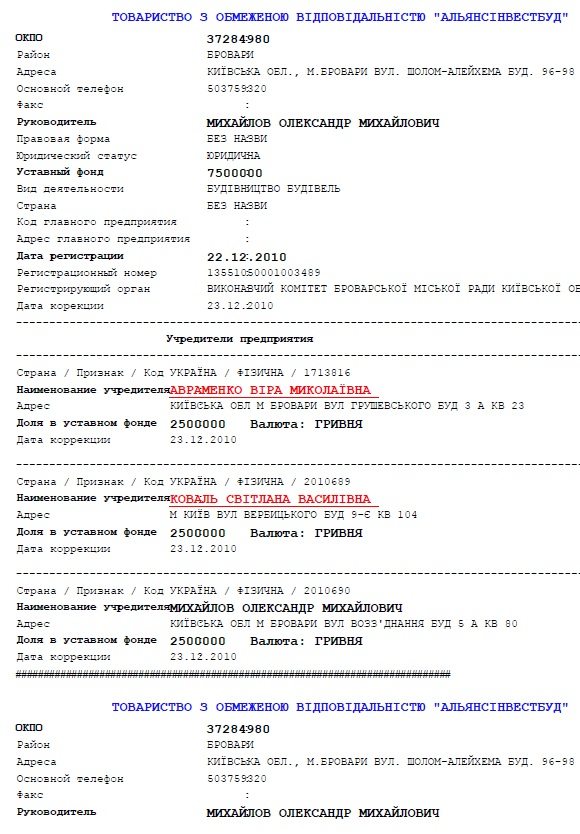 ТОВАРИСТВО З ОБМЕЖЕНОЮ ВІДПОВІДАЛЬНІСТЮ "АЛЬЯНСІНВЕСТБУД"
ОКПО : 37284980
Район : БРОВАРИ
Адреса : КИЇВСЬКА ОБЛ., М.БРОВАРИ ВУЛ. ШОЛОМ-АЛЕЙХЕМА БУД. 96-98
Основной телефон : 503759320
Факс :
Руководитель : МИХАЙЛОВ ОЛЕКСАНДР МИХАЙЛОВИЧ
Правовая форма : БЕЗ НАЗВИ
Юридический статус : ЮРИДИЧНА
Уставный фонд : 7500000
Вид деятельности : БУДІВНИЦТВО БУДІВЕЛЬ
Страна : БЕЗ НАЗВИ
Код главного предприятия :
Адрес главного предприятия :
Дата регистрации : 22.12.2010
Регистрационный номер : 13551050001003489
Регистрирующий орган : ВИКОНАВЧИЙ КОМІТЕТ БРОВАРСЬКОЇ МІСЬКОЇ РАДИ КИЇВСЬКОЇ ОБ
Дата корекции : 23.12.2010
Учредители предприятия
Страна / Признак / Код УКРАЇНА / ФІЗИЧНА / 1713816
Наименование учредителя АВРАМЕНКО ВІРА МИКОЛАЇВНА
Адрес КИЇВСЬКА ОБЛ М БРОВАРИ ВУЛ ГРУШЕВСЬКОГО БУД 3 А КВ 23
Доля в уставном фонде 2500000 Валюта: ГРИВНЯ
Дата коррекции 23.12.2010
Страна / Признак / Код УКРАЇНА / ФІЗИЧНА / 2010689
Наименование учредителя КОВАЛЬ СВІТЛАНА ВАСИЛІВНА
Адрес М КИЇВ ВУЛ ВЕРБИЦЬКОГО БУД 9-Є КВ 104
Доля в уставном фонде 2500000 Валюта: ГРИВНЯ
Дата коррекции 23.12.2010
Страна / Признак / Код УКРАЇНА / ФІЗИЧНА / 2010690
Наименование учредителя МИХАЙЛОВ ОЛЕКСАНДР МИХАЙЛОВИЧ
Адрес КИЇВСЬКА ОБЛ М БРОВАРИ ВУЛ ВОЗЗ'ДНАННЯ БУД 5 А КВ 80
Доля в уставном фонде 2500000 Валюта: ГРИВНЯ
Дата коррекции 23.12.2010
ТОВАРИСТВО З ОБМЕЖЕНОЮ ВІДПОВІДАЛЬНІСТЮ "АЛЬЯНСІНВЕСТБУД"
ОКПО : 37284980
Район : БРОВАРИ
Адреса : КИЇВСЬКА ОБЛ., М.БРОВАРИ ВУЛ. ШОЛОМ-АЛЕЙХЕМА БУД. 96-98
Основной телефон : 503759320
Факс :
Руководитель : МИХАЙЛОВ ОЛЕКСАНДР МИХАЙЛОВИЧ